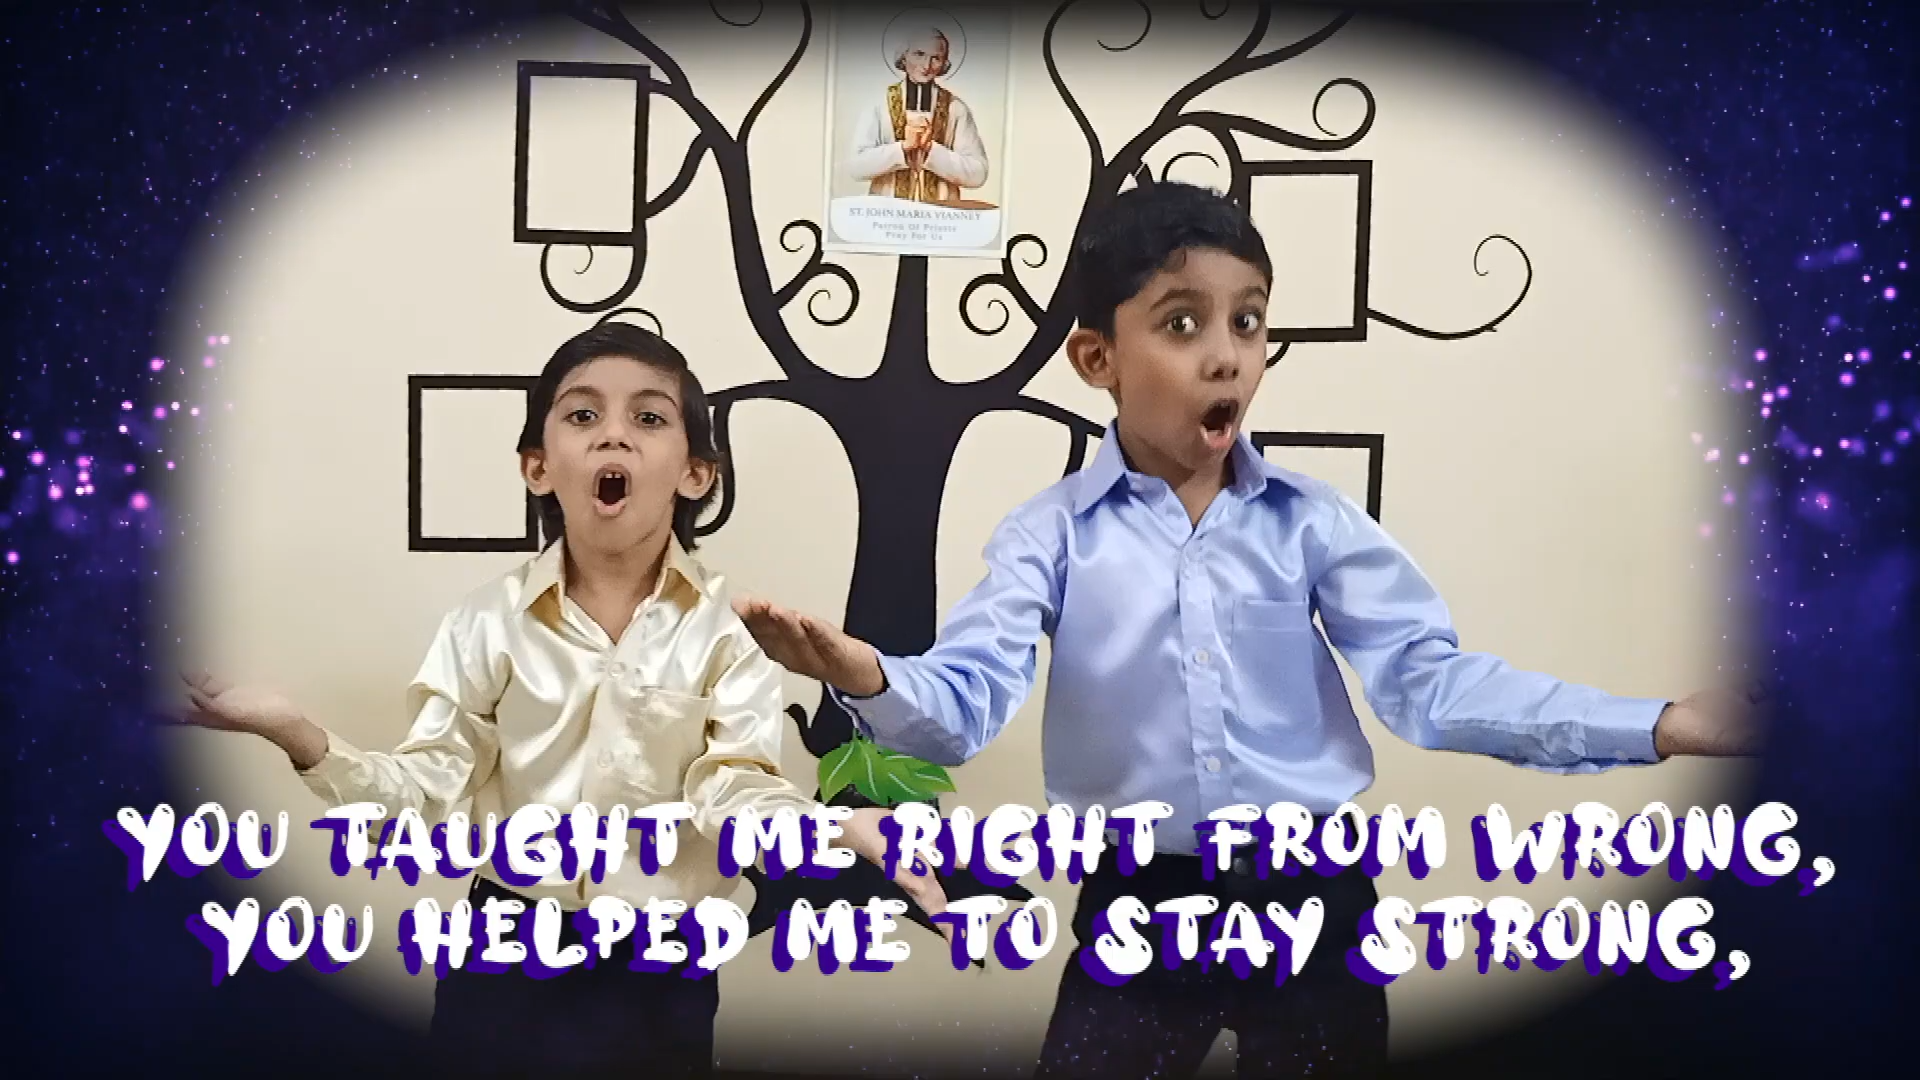 ST. JOHN MARIA VIANNEY
Patron Of Priests
Pray For Us
YOU TAUGHT ME RIGHT FROM WRONG,
YOU HELPED ME TO STAY STRONG,